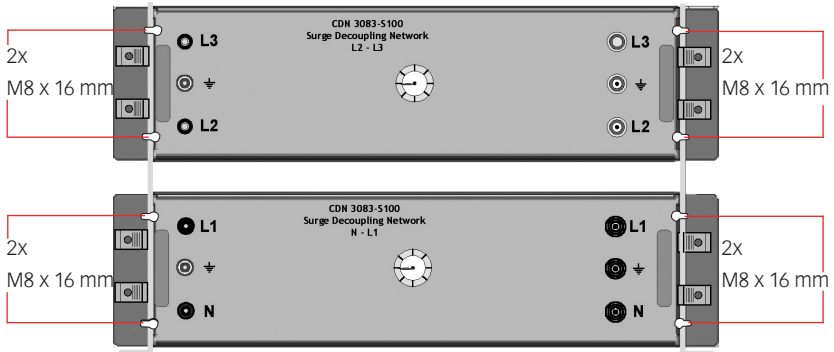 CDN 3083-S100
Surge Decoupling Network
L2 - L3
L3
L3
2x
M8 x 16 mm
2x
M8 x 16 mm
L2
L2
CDN 3083-S100
Surge Decoupling Network
N - L1
L1
L1
2x
M8 x 16 mm
2x
M8 x 16 mm
N
N